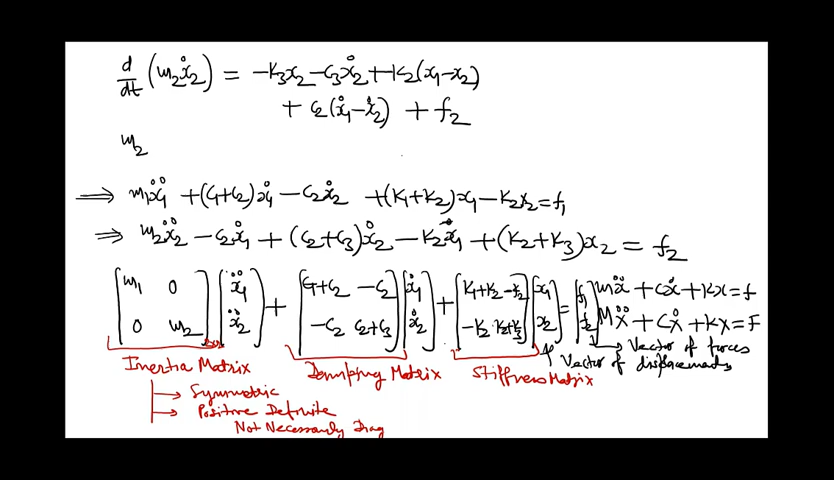 d/dt (m₂ẋ₂) = -K₃x₂ - C₃ẋ₂ + K₂(x₁-x₂)
+ C₂(ẋ₁-ẋ₂) + f₂
m₂
⟹ m₁ẍ₁ + (C₁+C₂)ẋ₁ - C₂ẋ₂ + (K₁+K₂)x₁ - K₂x₂ = f₁
⟹ m₂ẍ₂ - C₂ẋ₁ + (C₂+C₃)ẋ₂ - K₂x₁ + (K₂+K₃)x₂ = f₂
[m₁ 0] [ẍ₁] + [C₁+C₂ -C₂] [ẋ₁] + [K₁+K₂ -K₂] [x₁] = [f₁] mẍ + cẋ + kx = f
[0 m₂] [ẍ₂] [-C₂ C₂+C₃] [ẋ₂] [-K₂ K₂+K₃] [x₂] [f₂] MẌ + CẊ + KX = F
Vector of forces
Vector of displacements
Inertia Matrix Damping Matrix Stiffness Matrix
→ Symmetric
→ Positive Definite
Not Necessarily Diag